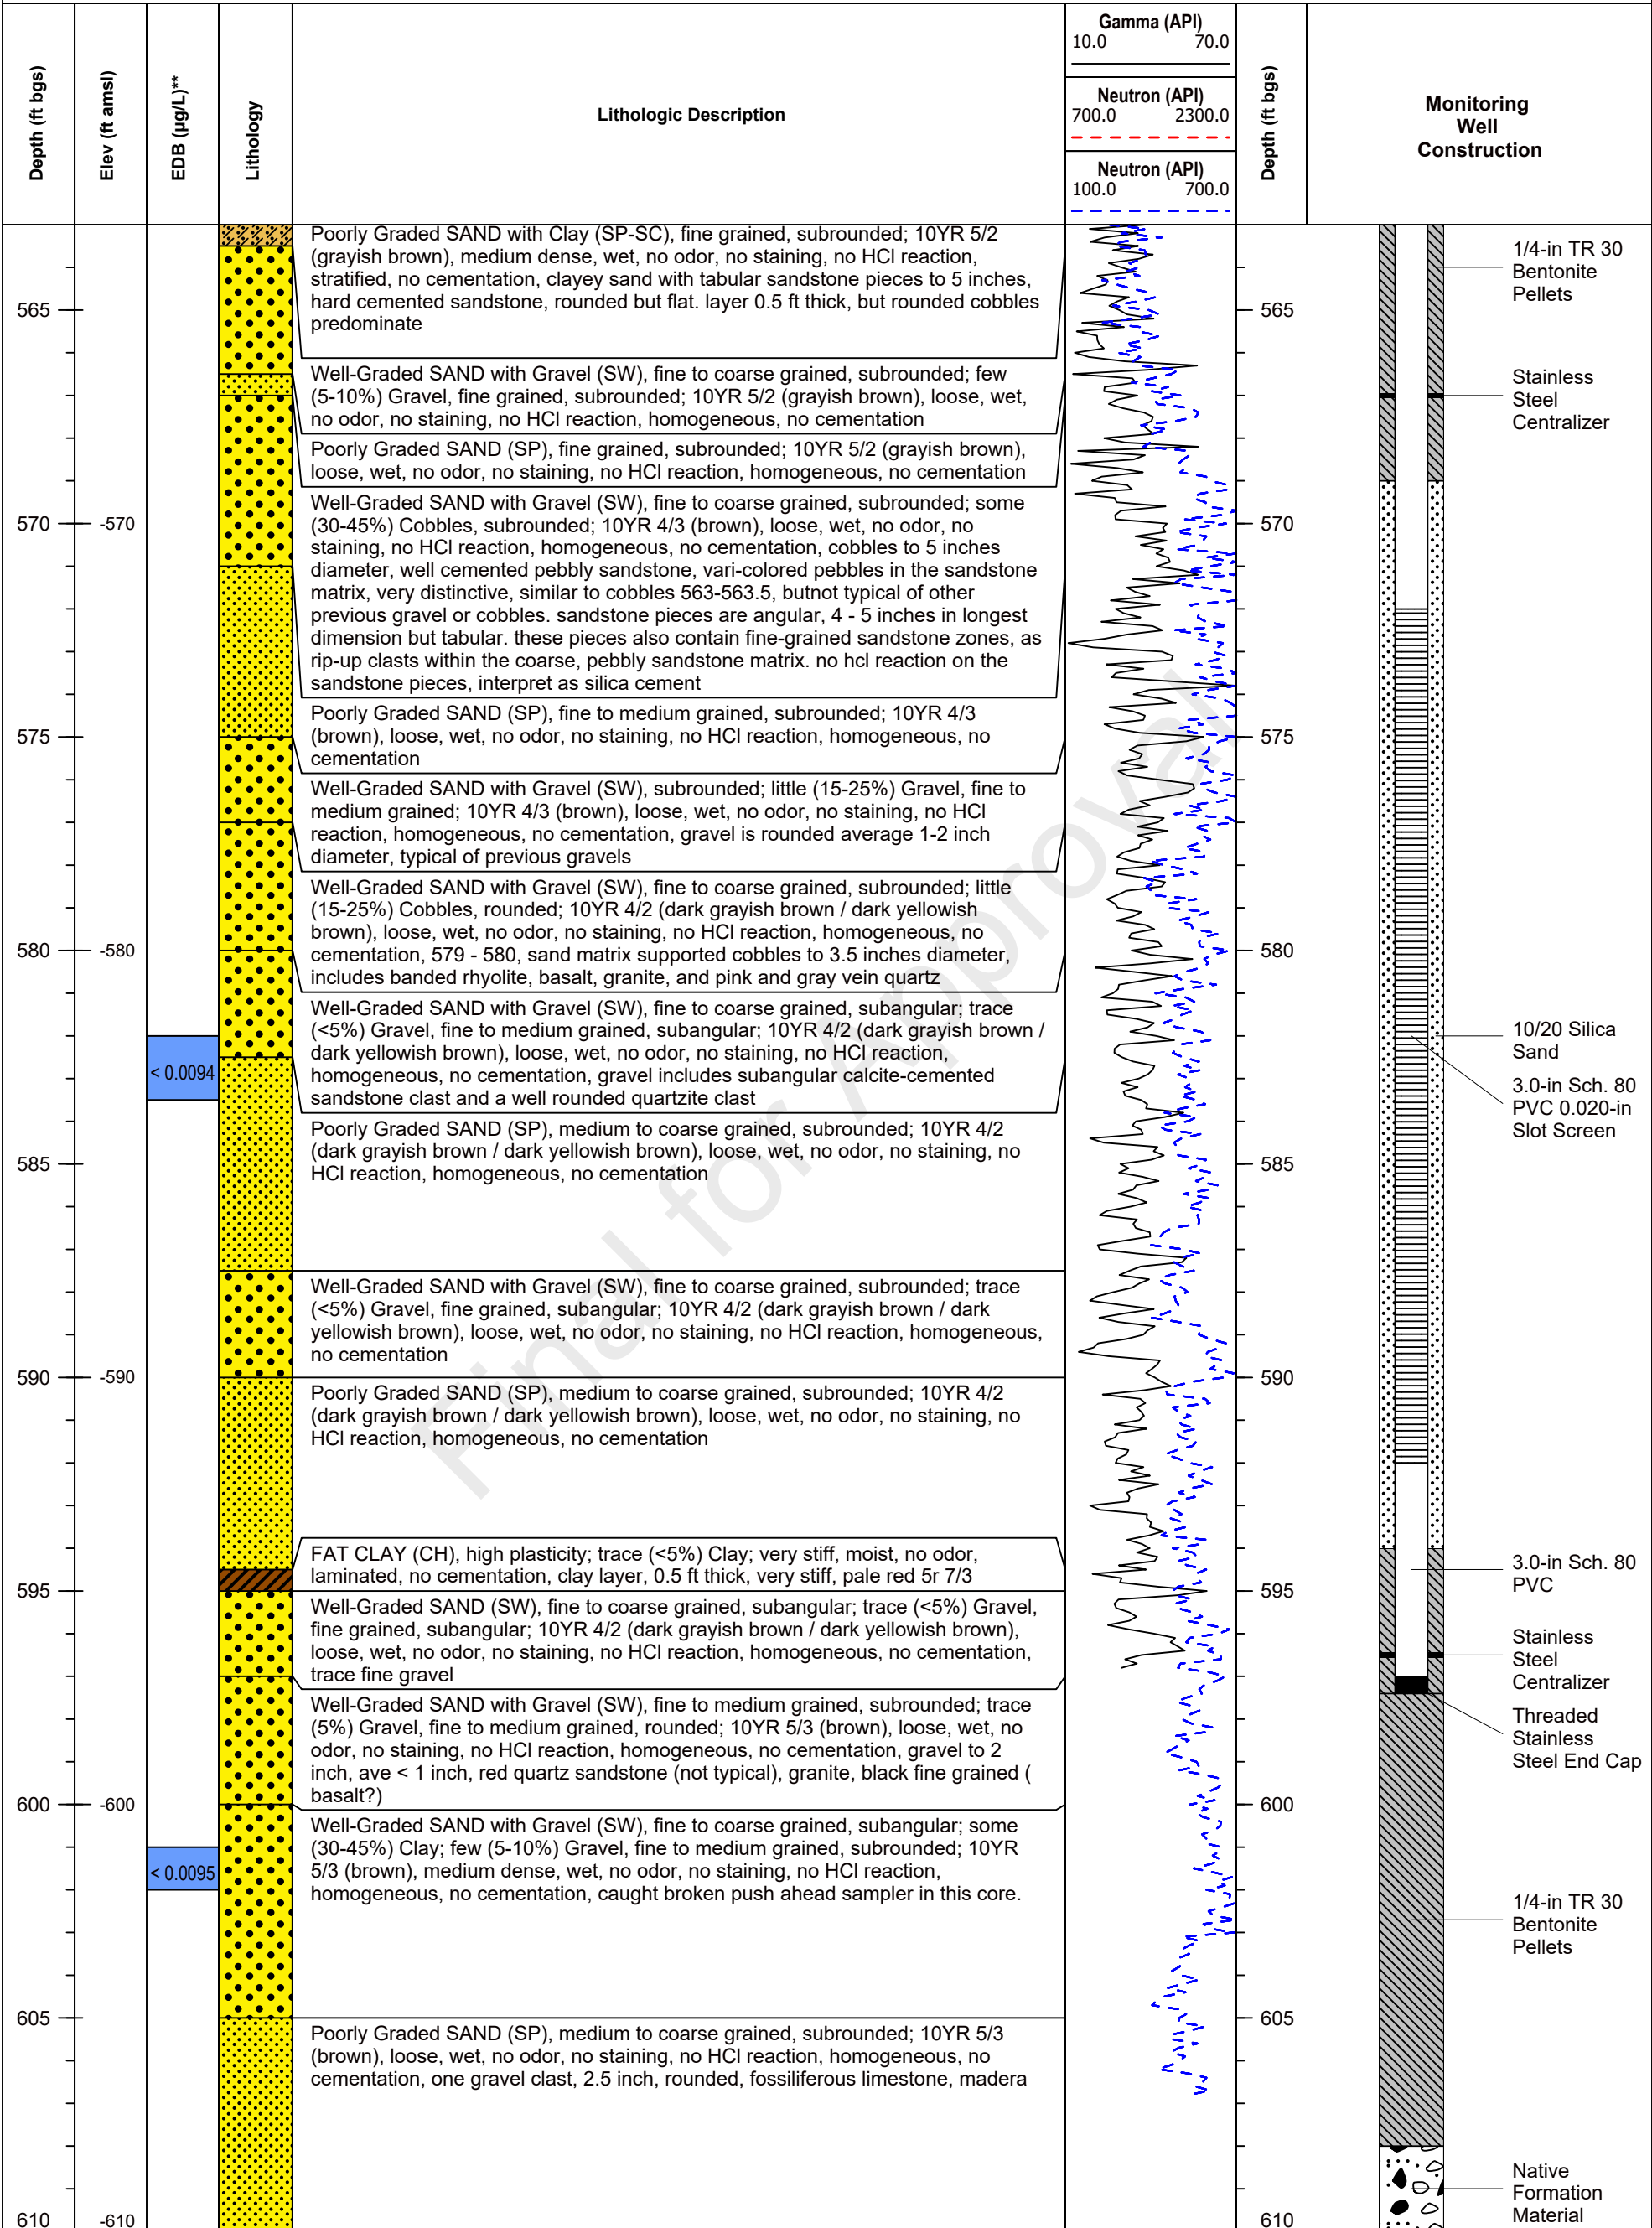 Depth (ft bgs)
Elev (ft amsl)
EDB (µg/L)**
Lithology
Lithologic Description
Gamma (API)
10.0 70.0
Neutron (API)
700.0 2300.0
Neutron (API)
100.0 700.0
Depth (ft bgs)
Monitoring
Well
Construction
Poorly Graded SAND with Clay (SP-SC), fine grained, subrounded; 10YR 5/2
(grayish brown), medium dense, wet, no odor, no staining, no HCl reaction,
stratified, no cementation, clayey sand with tabular sandstone pieces to 5 inches,
hard cemented sandstone, rounded but flat. layer 0.5 ft thick, but rounded cobbles
predominate
Well-Graded SAND with Gravel (SW), fine to coarse grained, subrounded; few
(5-10%) Gravel, fine grained, subrounded; 10YR 5/2 (grayish brown), loose, wet,
no odor, no staining, no HCl reaction, homogeneous, no cementation
Poorly Graded SAND (SP), fine grained, subrounded; 10YR 5/2 (grayish brown),
loose, wet, no odor, no staining, no HCl reaction, homogeneous, no cementation
Well-Graded SAND with Gravel (SW), fine to coarse grained, subrounded; some
(30-45%) Cobbles, subrounded; 10YR 4/3 (brown), loose, wet, no odor, no
staining, no HCl reaction, homogeneous, no cementation, cobbles to 5 inches
diameter, well cemented pebbly sandstone, vari-colored pebbles in the sandstone
matrix, very distinctive, similar to cobbles 563-563.5, butnot typical of other
previous gravel or cobbles. sandstone pieces are angular, 4 - 5 inches in longest
dimension but tabular. these pieces also contain fine-grained sandstone zones, as
rip-up clasts within the coarse, pebbly sandstone matrix. no hcl reaction on the
sandstone pieces, interpret as silica cement
Poorly Graded SAND (SP), fine to medium grained, subrounded; 10YR 4/3
(brown), loose, wet, no odor, no staining, no HCl reaction, homogeneous, no
cementation
Well-Graded SAND with Gravel (SW), subrounded; little (15-25%) Gravel, fine to
medium grained; 10YR 4/3 (brown), loose, wet, no odor, no staining, no HCl
reaction, homogeneous, no cementation, gravel is rounded average 1-2 inch
diameter, typical of previous gravels
Well-Graded SAND with Gravel (SW), fine to coarse grained, subrounded; little
(15-25%) Cobbles, rounded; 10YR 4/2 (dark grayish brown / dark yellowish
brown), loose, wet, no odor, no staining, no HCl reaction, homogeneous, no
cementation, 579 - 580, sand matrix supported cobbles to 3.5 inches diameter,
includes banded rhyolite, basalt, granite, and pink and gray vein quartz
Well-Graded SAND with Gravel (SW), fine to coarse grained, subangular; trace
(<5%) Gravel, fine to medium grained, subangular; 10YR 4/2 (dark grayish brown /
dark yellowish brown), loose, wet, no odor, no staining, no HCl reaction,
homogeneous, no cementation, gravel includes subangular calcite-cemented
sandstone clast and a well rounded quartzite clast
Poorly Graded SAND (SP), medium to coarse grained, subrounded; 10YR 4/2
(dark grayish brown / dark yellowish brown), loose, wet, no odor, no staining, no
HCl reaction, homogeneous, no cementation
Well-Graded SAND with Gravel (SW), fine to coarse grained, subrounded; trace
(<5%) Gravel, fine grained, subangular; 10YR 4/2 (dark grayish brown / dark
yellowish brown), loose, wet, no odor, no staining, no HCl reaction, homogeneous,
no cementation
Poorly Graded SAND (SP), medium to coarse grained, subrounded; 10YR 4/2
(dark grayish brown / dark yellowish brown), loose, wet, no odor, no staining, no
HCl reaction, homogeneous, no cementation
FAT CLAY (CH), high plasticity; trace (<5%) Clay; very stiff, moist, no odor,
laminated, no cementation, clay layer, 0.5 ft thick, very stiff, pale red 5r 7/3
Well-Graded SAND (SW), fine to coarse grained, subangular; trace (<5%) Gravel,
fine grained, subangular; 10YR 4/2 (dark grayish brown / dark yellowish brown),
loose, wet, no odor, no staining, no HCl reaction, homogeneous, no cementation,
trace fine gravel
Well-Graded SAND with Gravel (SW), fine to medium grained, subrounded; trace
(5%) Gravel, fine to medium grained, rounded; 10YR 5/3 (brown), loose, wet, no
odor, no staining, no HCl reaction, homogeneous, no cementation, gravel to 2
inch, ave < 1 inch, red quartz sandstone (not typical), granite, black fine grained (
basalt?)
Well-Graded SAND with Gravel (SW), fine to coarse grained, subangular; some
(30-45%) Clay; few (5-10%) Gravel, fine to medium grained, subrounded; 10YR
5/3 (brown), medium dense, wet, no odor, no staining, no HCl reaction,
homogeneous, no cementation, caught broken push ahead sampler in this core.
Poorly Graded SAND (SP), medium to coarse grained, subrounded; 10YR 5/3
(brown), loose, wet, no odor, no staining, no HCl reaction, homogeneous, no
cementation, one gravel clast, 2.5 inch, rounded, fossiliferous limestone, madera
565
570
575
580
585
590
595
600
605
610
-570
-580
-590
-600
-610
< 0.0094
< 0.0095
565
570
575
580
585
590
595
600
605
610
1/4-in TR 30
Bentonite
Pellets
Stainless
Steel
Centralizer
10/20 Silica
Sand
3.0-in Sch. 80
PVC 0.020-in
Slot Screen
3.0-in Sch. 80
PVC
Stainless
Steel
Centralizer
Threaded
Stainless
Steel End Cap
1/4-in TR 30
Bentonite
Pellets
Native
Formation
Material
Final for Approval